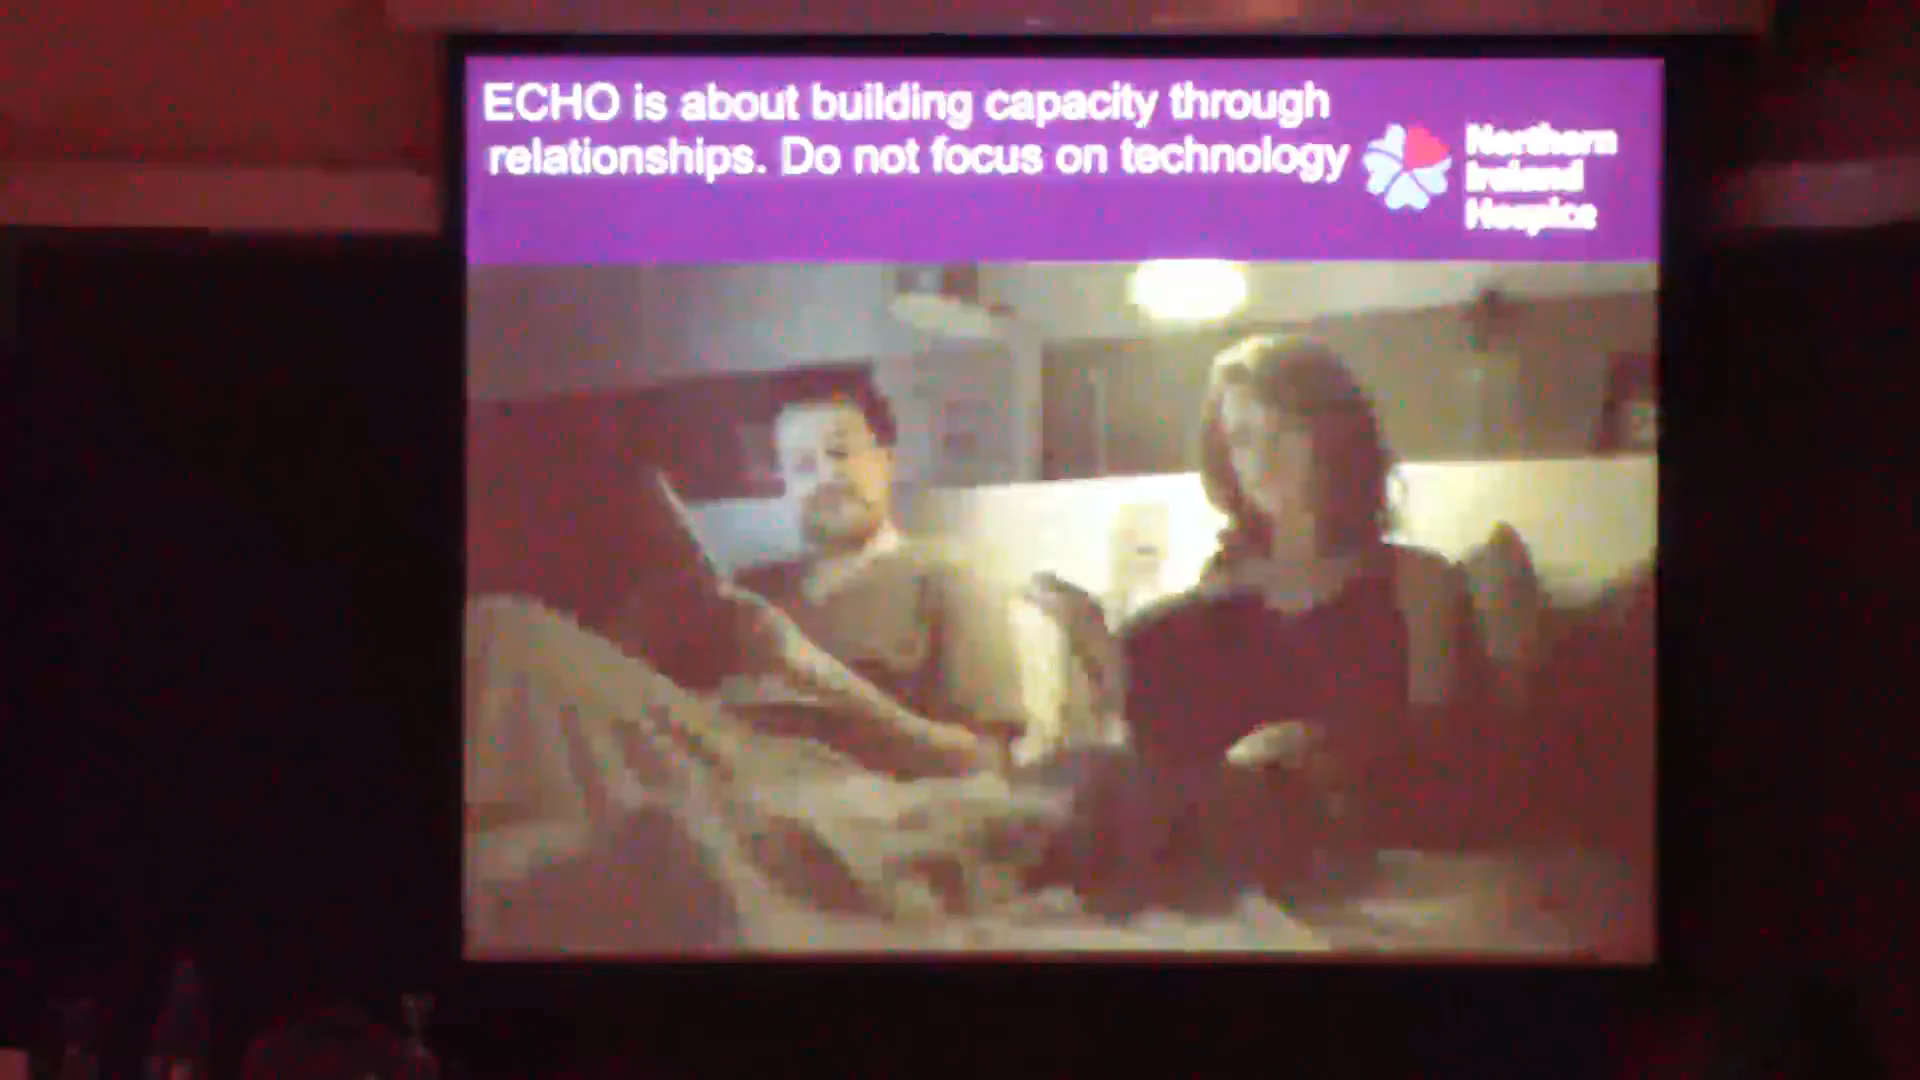 ECHO is about building capacity through
relationships. Do not focus on technology
Northern
Ireland
Hospice